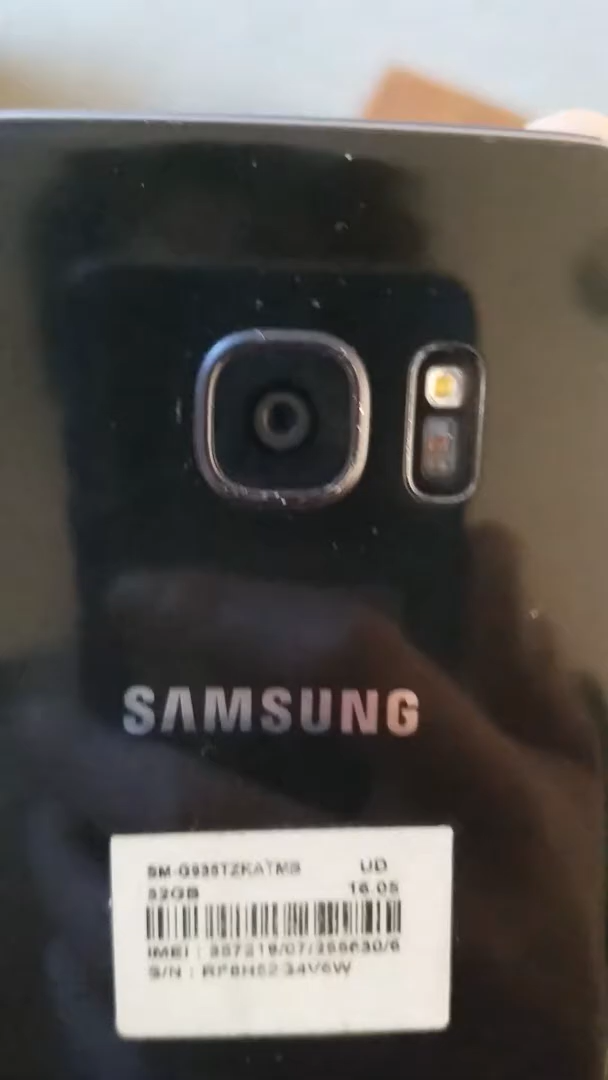 SAMSUNG
SM-G935TZKATMB UD
32GB 16.05
IMEI :
S/N :